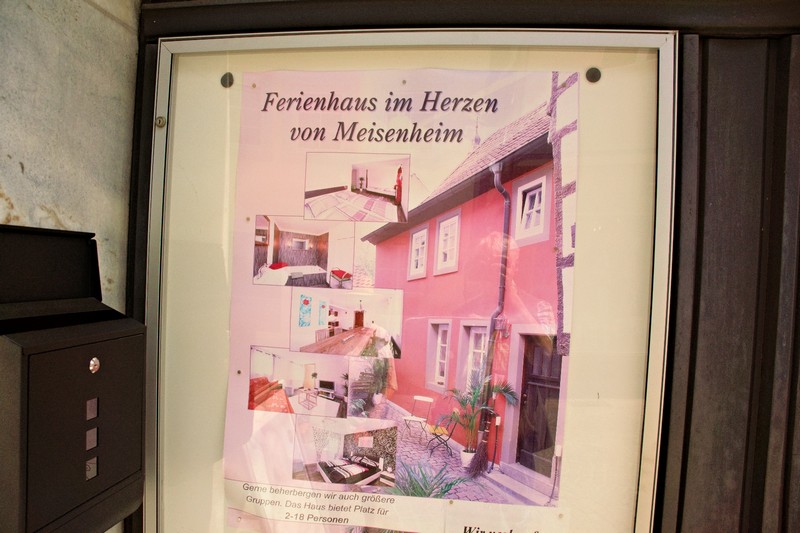 Ferienhaus im Herzen
von Meisenheim
Gerne beherbergen wir auch größere
Gruppen. Das Haus bietet Platz für
2-18 Personen